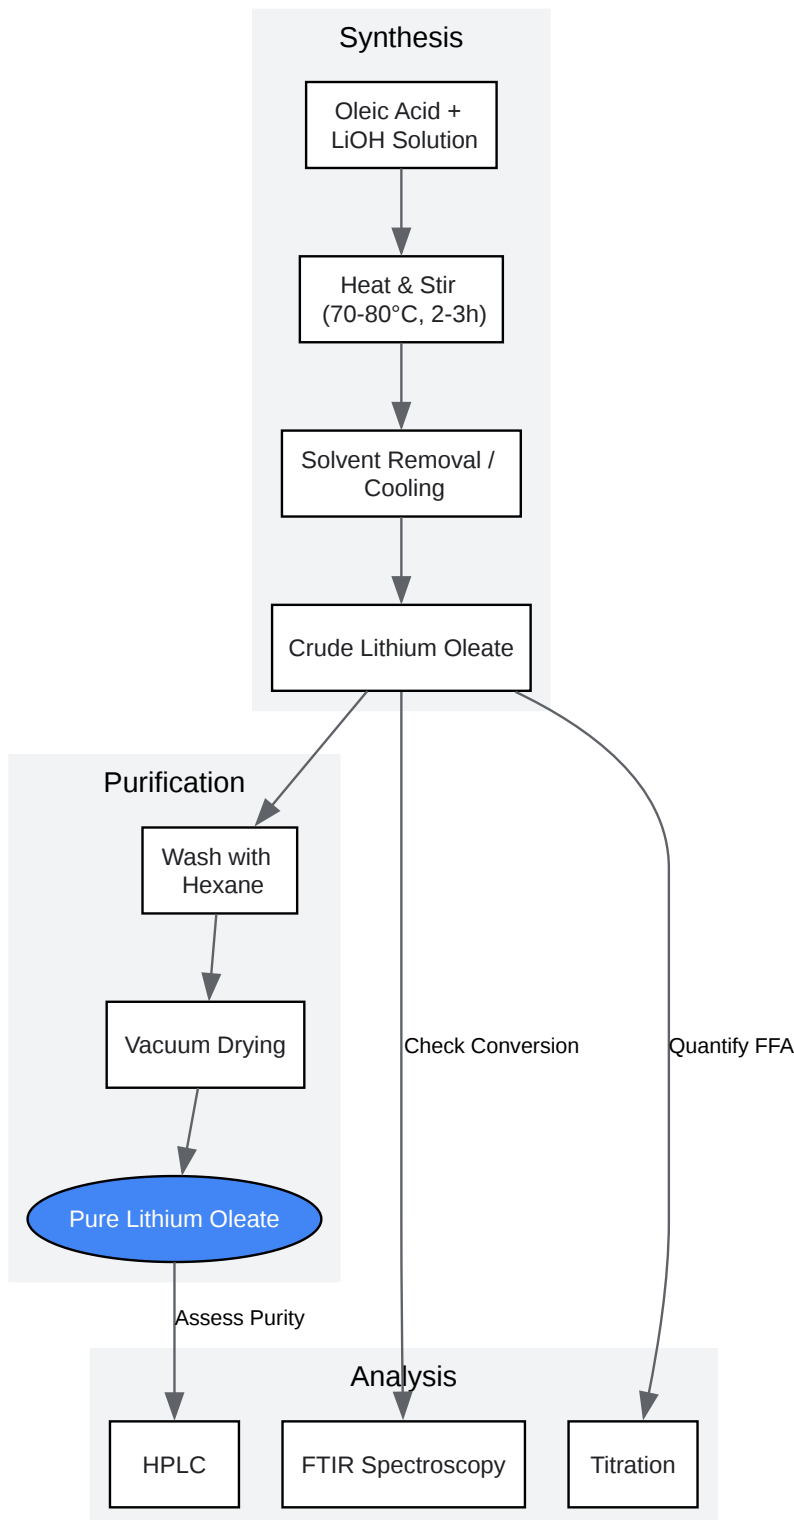 Synthesis
Oleic Acid +
LiOH Solution
Heat & Stir
(70-80°C, 2-3h)
Solvent Removal /
Cooling
Crude Lithium Oleate
Purification
Wash with
Hexane
Vacuum Drying
Check Conversion
Quantify FFA
Pure Lithium Oleate
Assess Purity
Analysis
HPLC
FTIR Spectroscopy
Titration